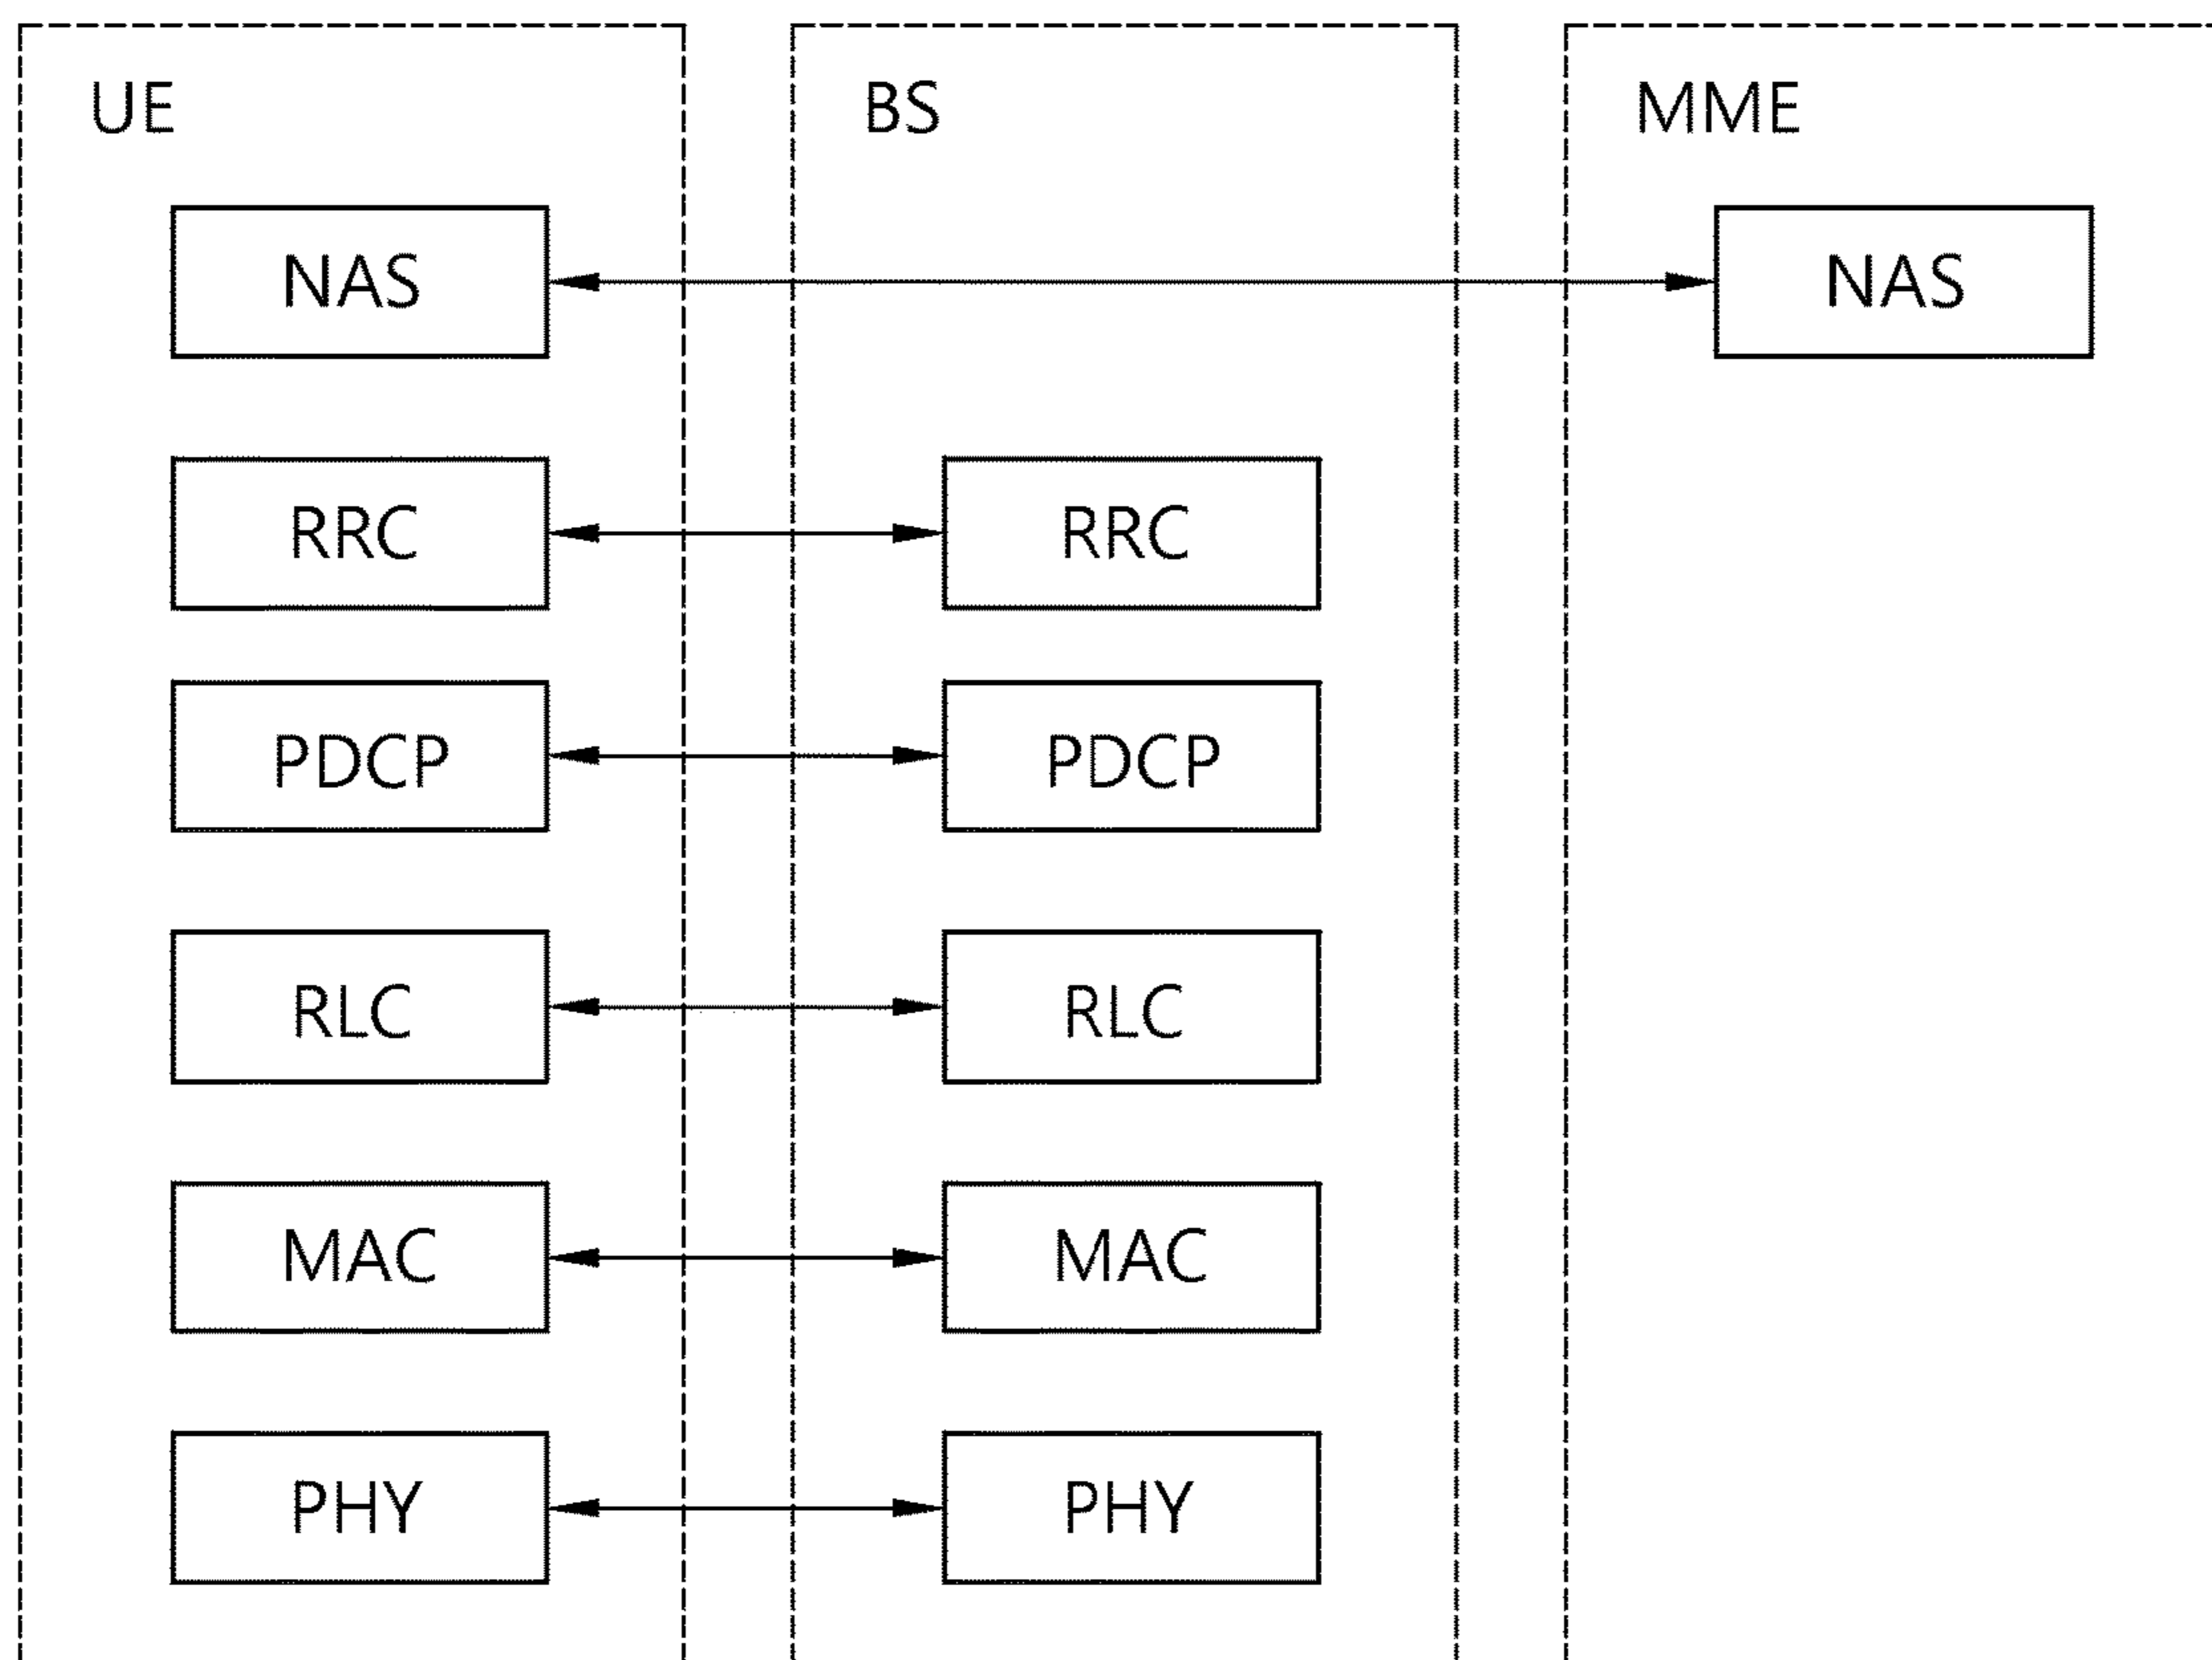 UE BS MME
NAS NAS
RRC RRC
PDCP PDCP
RLC RLC
MAC MAC
PHY PHY